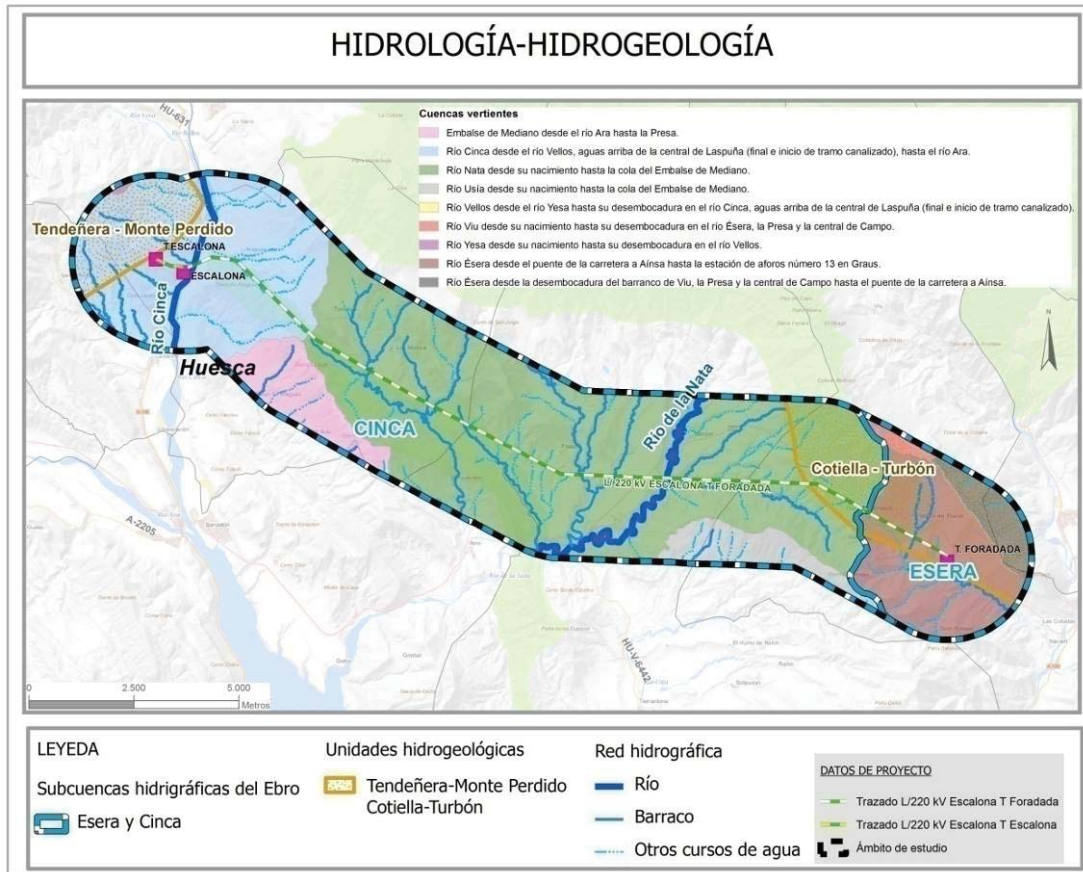 HIDROLOGÍA-HIDROGEOLOGÍA
Cuencas vertientes
Embalse de Mediano desde el río Ara hasta la Presa.
Río Cinca desde el río Vellos, aguas arriba de la central de Laspuña (final e inicio de tramo canalizado), hasta el río Ara.
Río Nata desde su nacimiento hasta la cola del Embalse de Mediano.
Río Usía desde su nacimiento hasta la cola del Embalse de Mediano.
Río Vellos desde el río Yesa hasta su desembocadura en el río Cinca, aguas arriba de la central de Laspuña (final e inicio de tramo canalizado).
Río Viu desde su nacimiento hasta su desembocadura en el río Ésera, la Presa y la central de Campo.
Río Yesa desde su nacimiento hasta su desembocadura en el río Vellos.
Río Ésera desde el puente de la carretera a Aínsa hasta la estación de aforos número 13 en Graus.
Río Ésera desde la desembocadura del barranco de Viu, la Presa y la central de Campo hasta el puente de la carretera a Aínsa.
HU-631
Tendeñera - Monte Perdido
T.ESCALONA
ESCALONA
Río Cinca
Huesca
CINCA
Río de la Nata
L/ 220 kV ESCALONA T FORADADA
Cotiella - Turbón
T. FORADADA
ESERA
N
A-2205
HU-V-6442
0 2.500 5.000
Metros
LEYEDA
Subcuencas hidrigráficas del Ebro
Esera y Cinca
Unidades hidrogeológicas
Tendeñera-Monte Perdido
Cotiella-Turbón
Red hidrográfica
Río
Barraco
Otros cursos de agua
DATOS DE PROYECTO
Trazado L/220 kV Escalona T Foradada
Trazado L/220 kV Escalona T Escalona
Ámbito de estudio